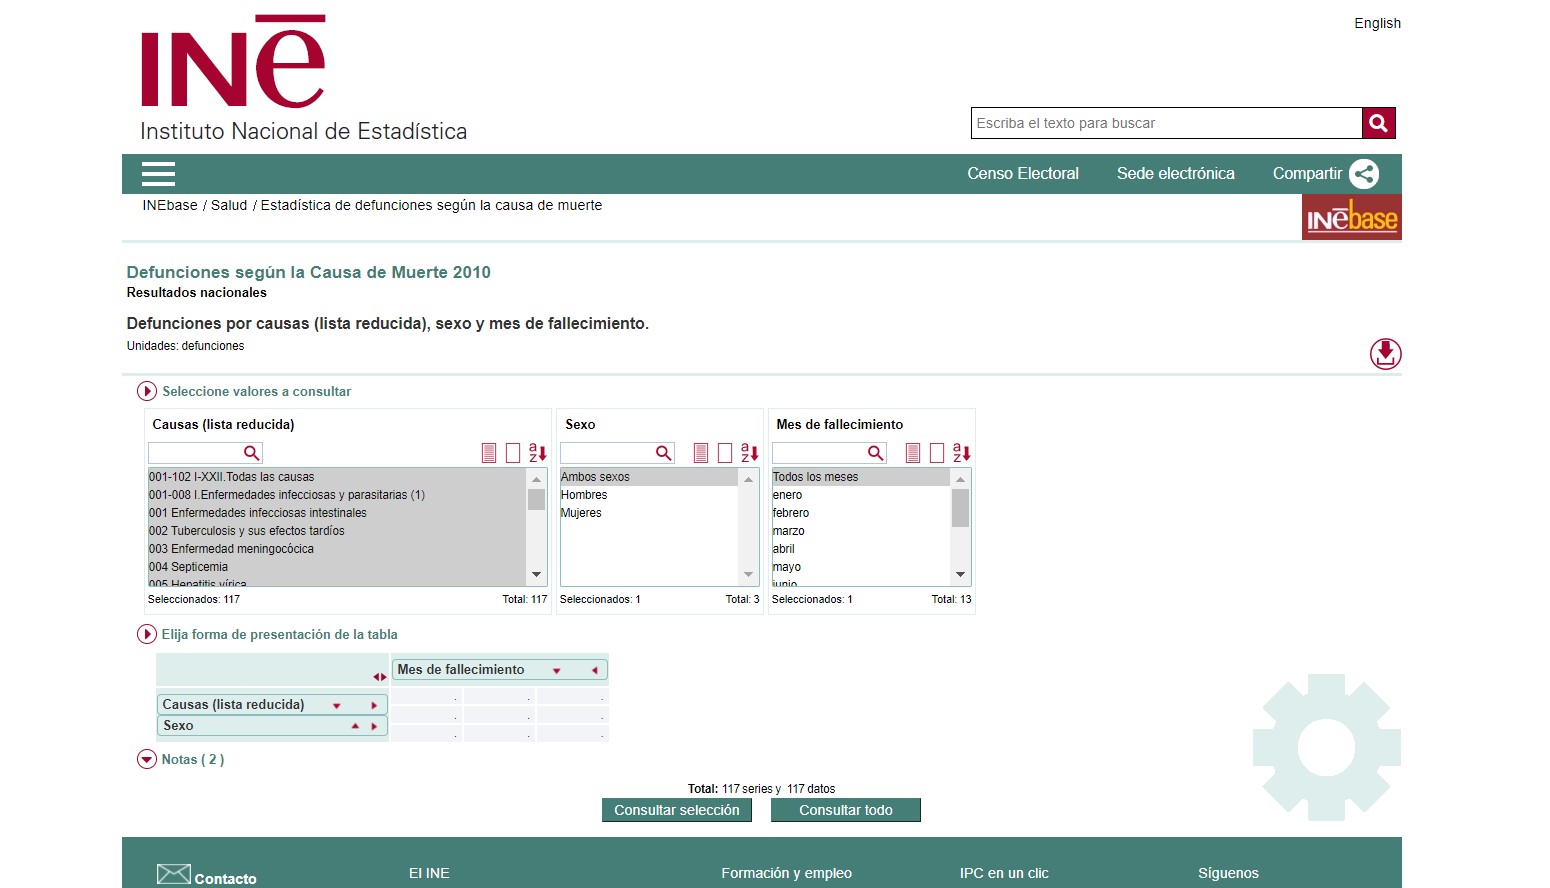 English
INe
Instituto Nacional de Estadística
Escriba el texto para buscar
Censo Electoral
Sede electrónica
Compartir
INEbase / Salud / Estadística de defunciones según la causa de muerte
INebase
Defunciones según la Causa de Muerte 2010
Resultados nacionales
Defunciones por causas (lista reducida), sexo y mes de fallecimiento.
Unidades: defunciones
Seleccione valores a consultar
Causas (lista reducida)
001-102 I-XXII.Todas las causas
001-008 I.Enfermedades infecciosas y parasitarias (1)
001 Enfermedades infecciosas intestinales
002 Tuberculosis y sus efectos tardíos
003 Enfermedad meningocócica
004 Septicemia
005 Hepatitis vírica
Seleccionados: 117
Total: 117
Sexo
Ambos sexos
Hombres
Mujeres
Seleccionados: 1
Total: 3
Mes de fallecimiento
Todos los meses
enero
febrero
marzo
abril
mayo
junio
Seleccionados: 1
Total: 13
Elija forma de presentación de la tabla
Mes de fallecimiento
Causas (lista reducida)
Sexo
Notas ( 2 )
Total: 117 series y 117 datos
Consultar selección
Consultar todo
Contacto
El INE
Formación y empleo
IPC en un clic
Síguenos